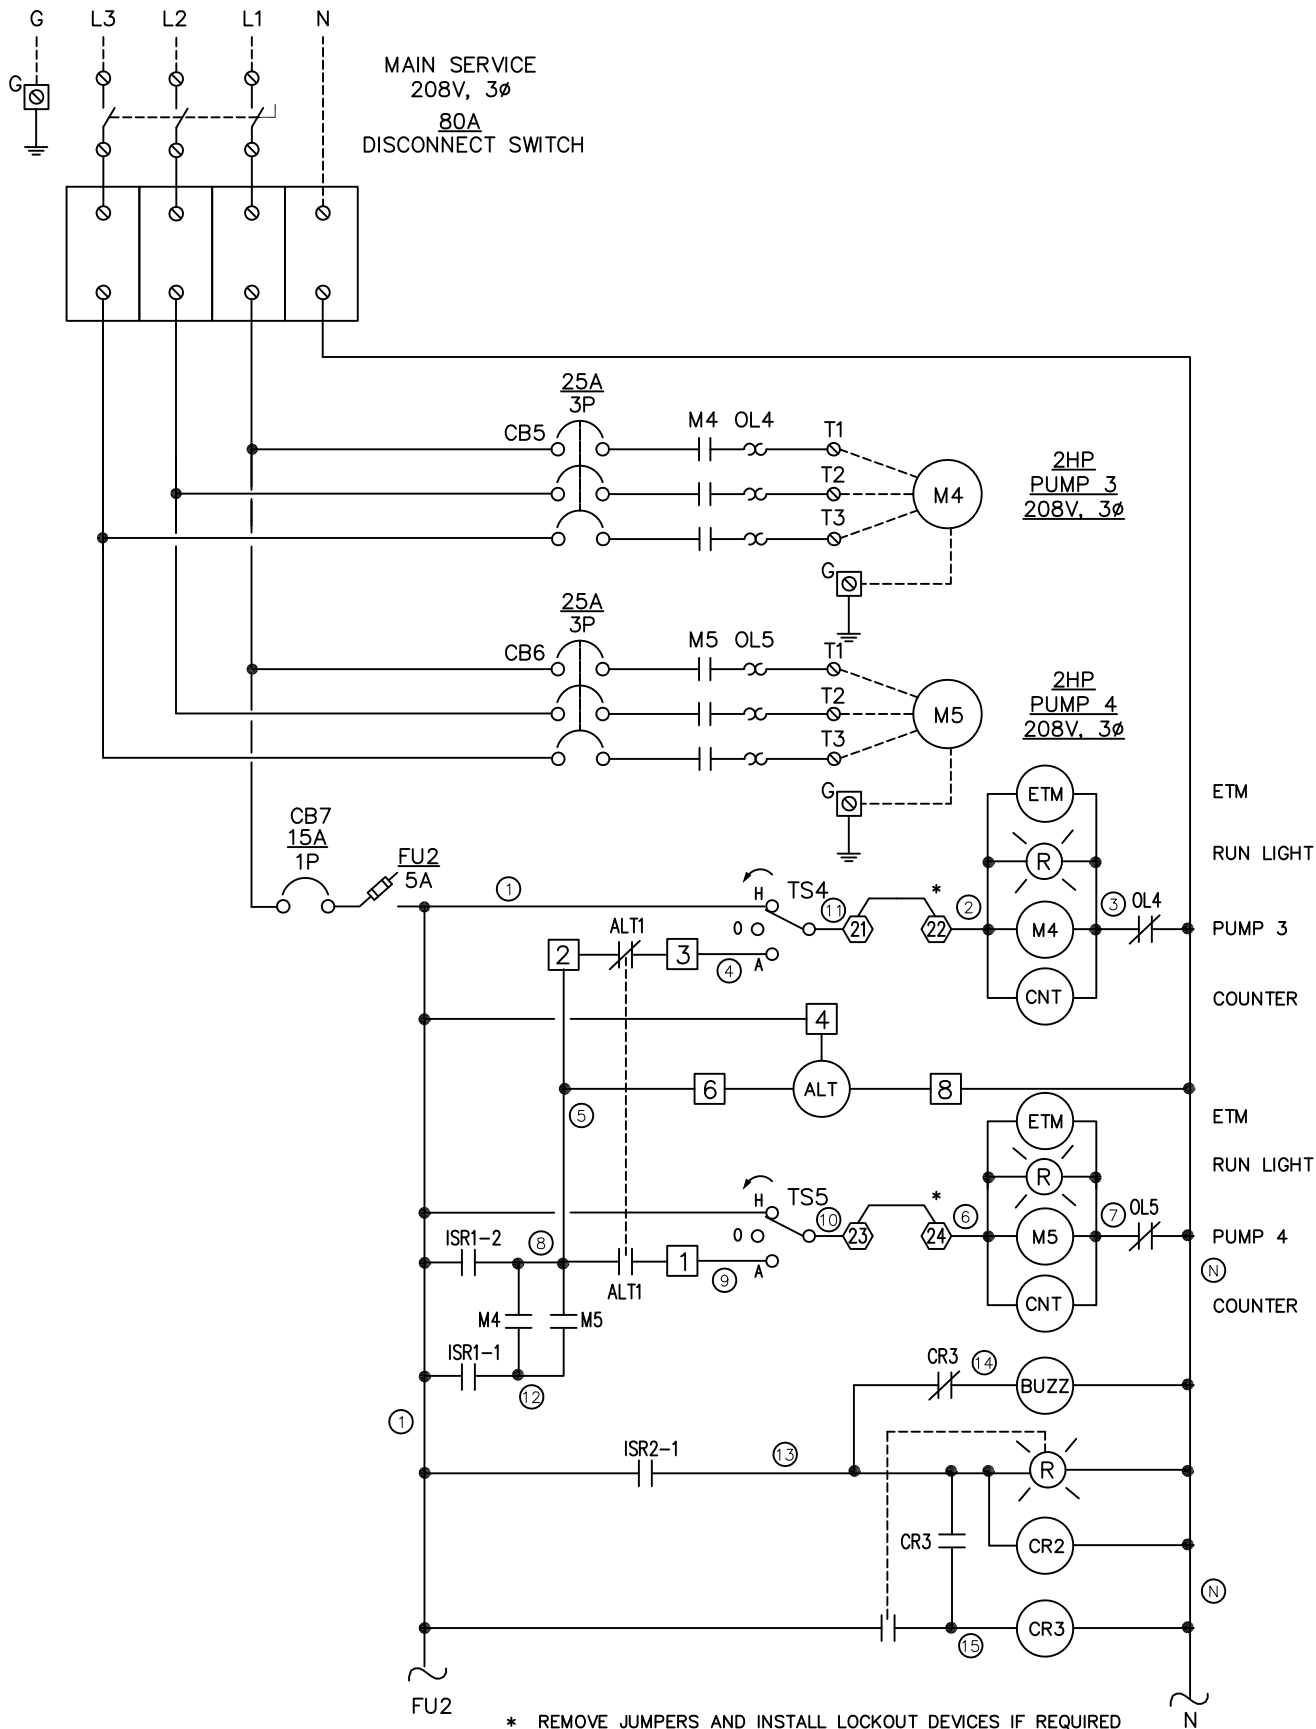 G L3 L2 L1 N
G
MAIN SERVICE
208V, 3ø
80A
DISCONNECT SWITCH
25A
3P
CB5
M4 OL4
T1
T2
T3
M4
2HP
PUMP 3
208V, 3ø
G
25A
3P
CB6
M5 OL5
T1
T2
T3
M5
2HP
PUMP 4
208V, 3ø
G
CB7
15A
1P
FU2
5A
1
H
TS4
O
A
11
21
*
22
2
ETM
R
M4
CNT
3
OL4
ETM
RUN LIGHT
PUMP 3
COUNTER
2
ALT1
3
4
4
6
ALT
8
5
H
TS5
O
A
10
23
*
24
6
ETM
R
M5
CNT
7
OL5
ETM
RUN LIGHT
PUMP 4
N
COUNTER
ISR1-2
8
ALT1
1
9
M4
M5
ISR1-1
12
1
CR3
14
BUZZ
ISR2-1
13
R
CR3
CR2
N
15
CR3
FU2
N
* REMOVE JUMPERS AND INSTALL LOCKOUT DEVICES IF REQUIRED